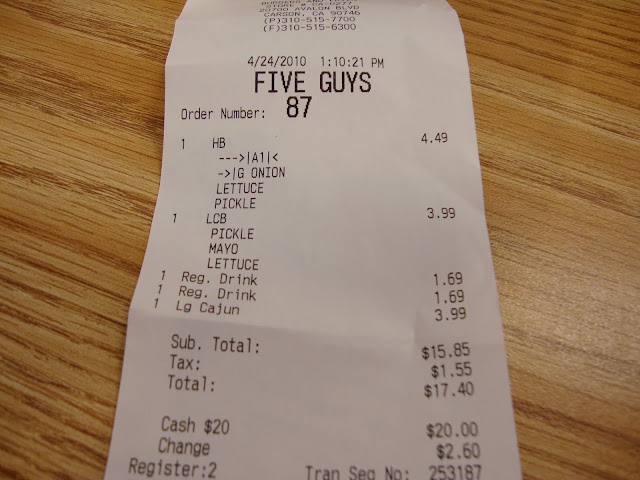 AVALON BLVD
CARSON, CA 90746
(P)310-515-7700
(F)310-515-6300
4/24/2010 1:10:21 PM
FIVE GUYS
Order Number: 87
1 HB 4.49
--->|A1|<
->|G ONION
LETTUCE
PICKLE
1 LCB 3.99
PICKLE
MAYO
LETTUCE
1 Reg. Drink 1.69
1 Reg. Drink 1.69
1 Lg Cajun 3.99
Sub. Total: $15.85
Tax: $1.55
Total: $17.40
Cash $20 $20.00
Change $2.60
Register:2 Tran Seq No: 253187